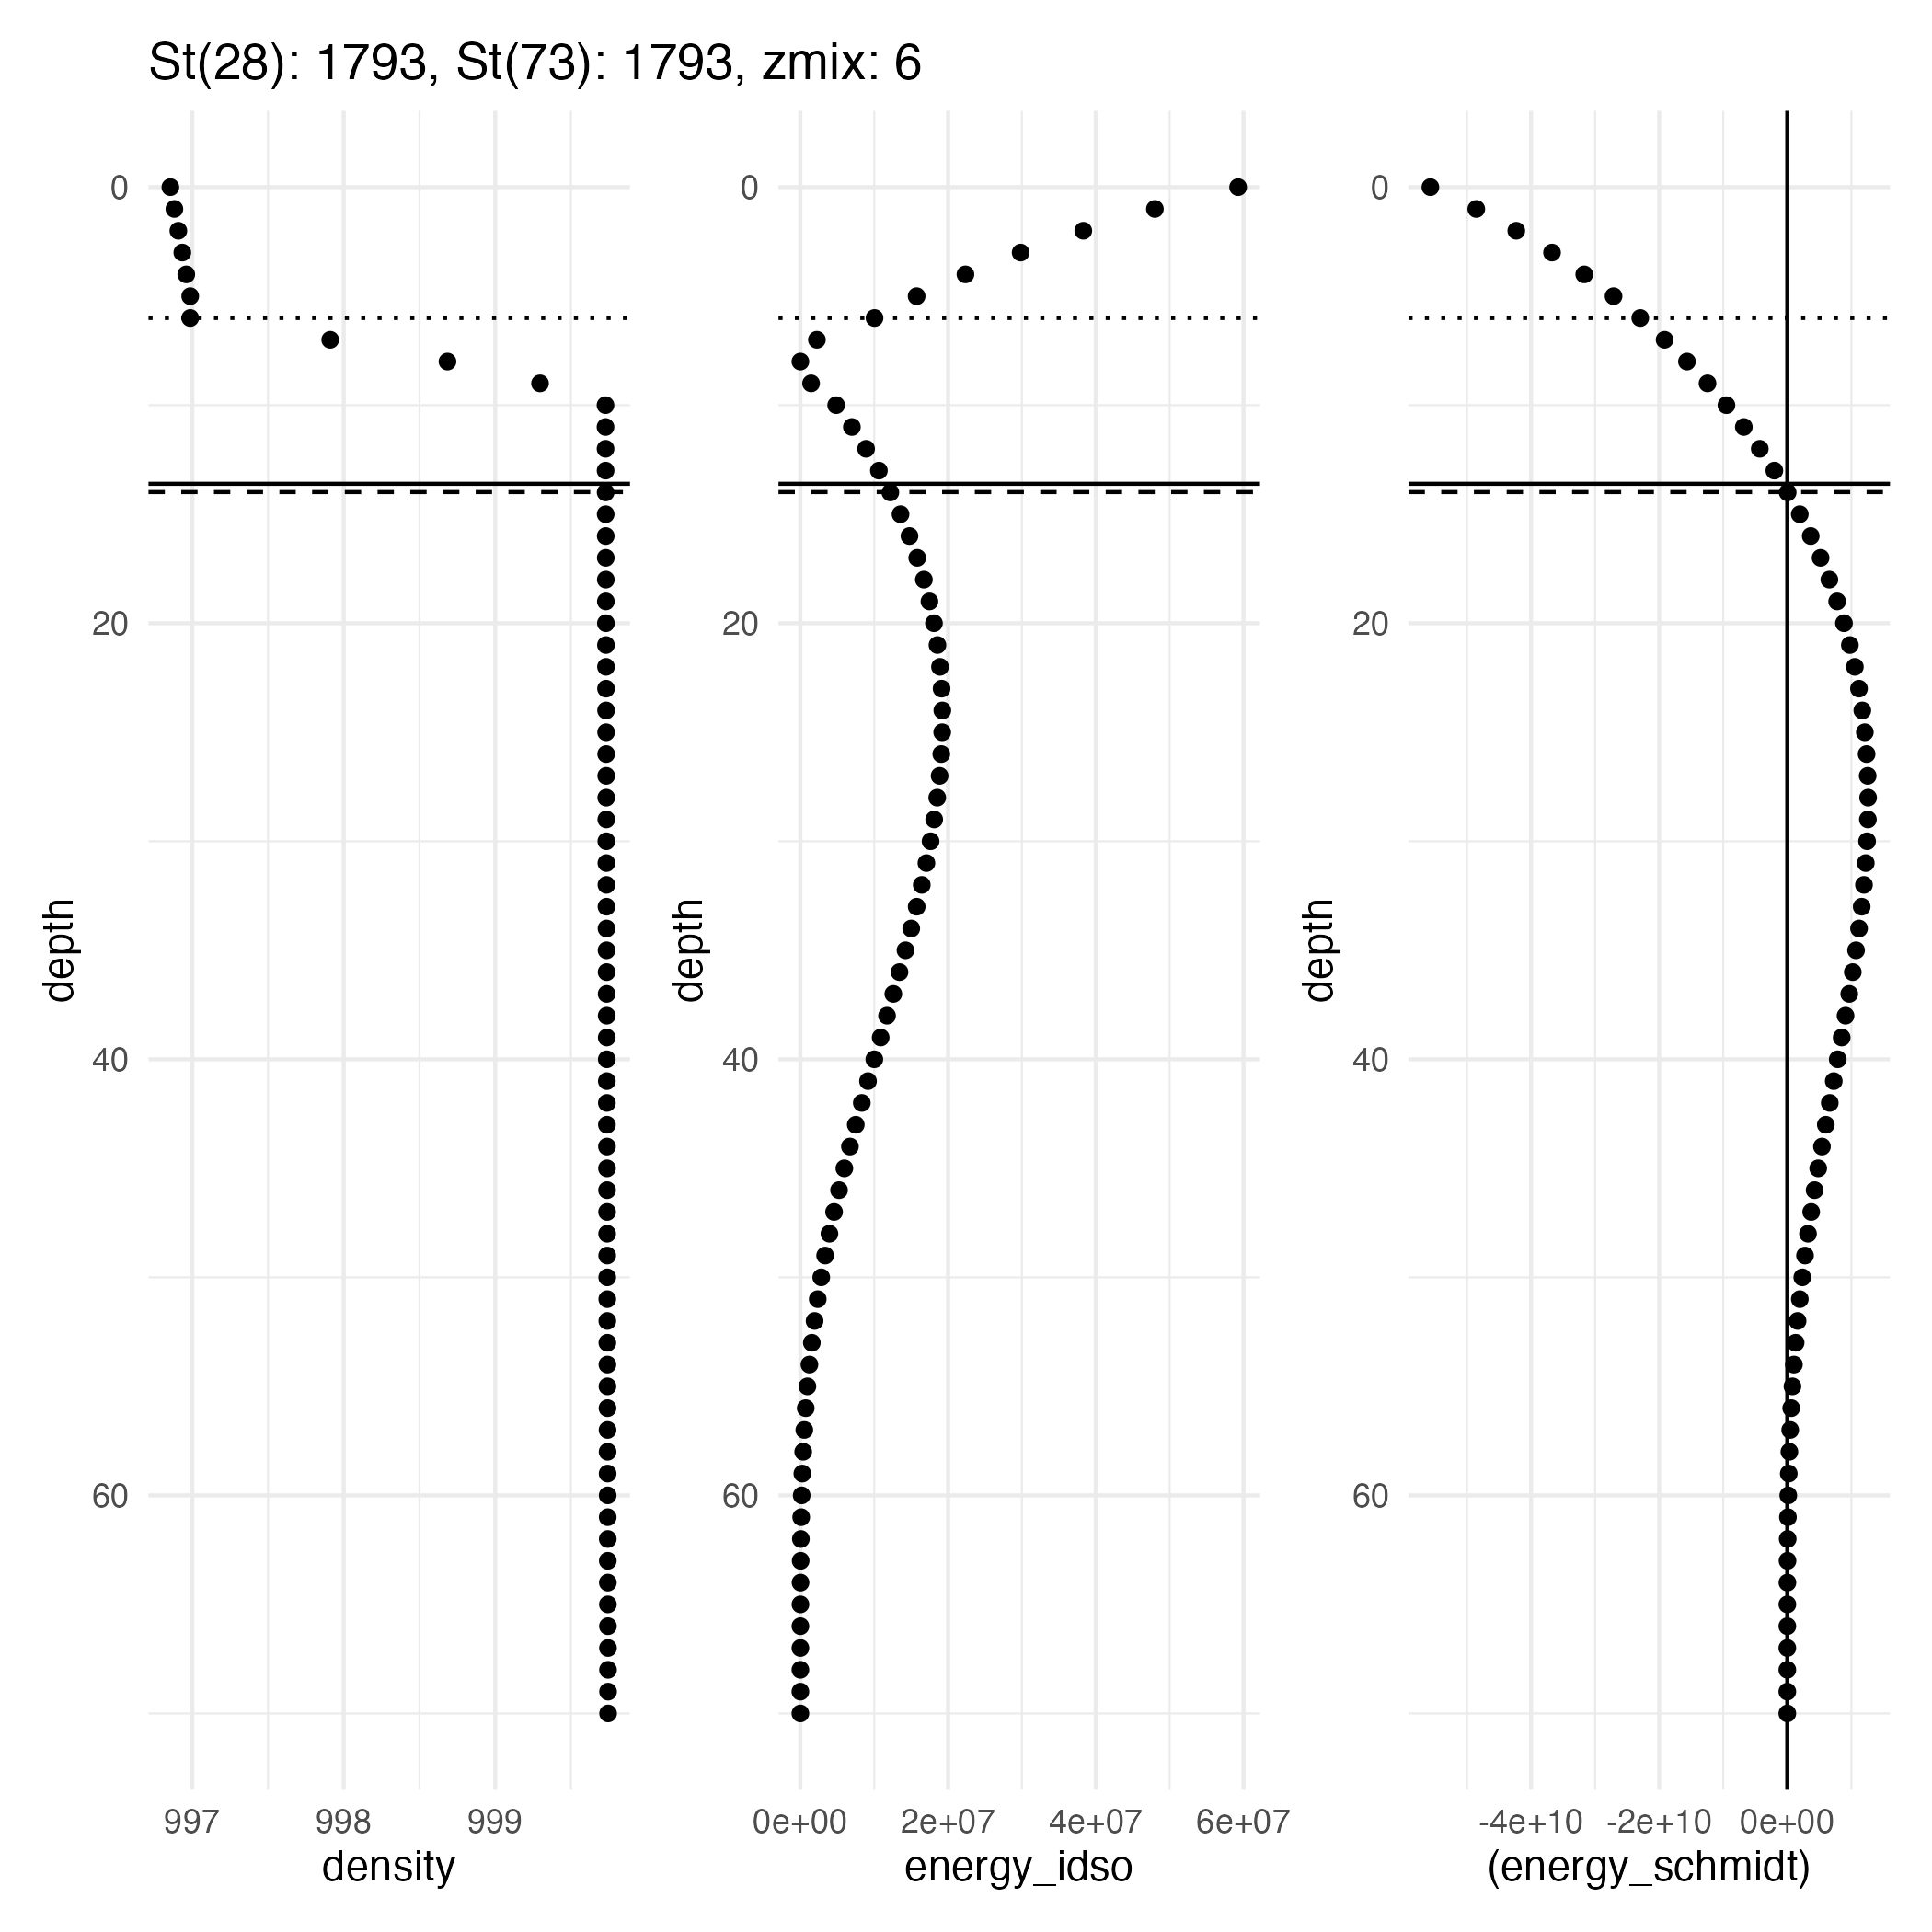 St(28): 1793, St(73): 1793, zmix: 6
0
20
40
60
depth
997 998 999
density
0
20
40
60
depth
0e+00 2e+07 4e+07 6e+07
energy_idso
0
20
40
60
depth
-4e+10 -2e+10 0e+00
(energy_schmidt)